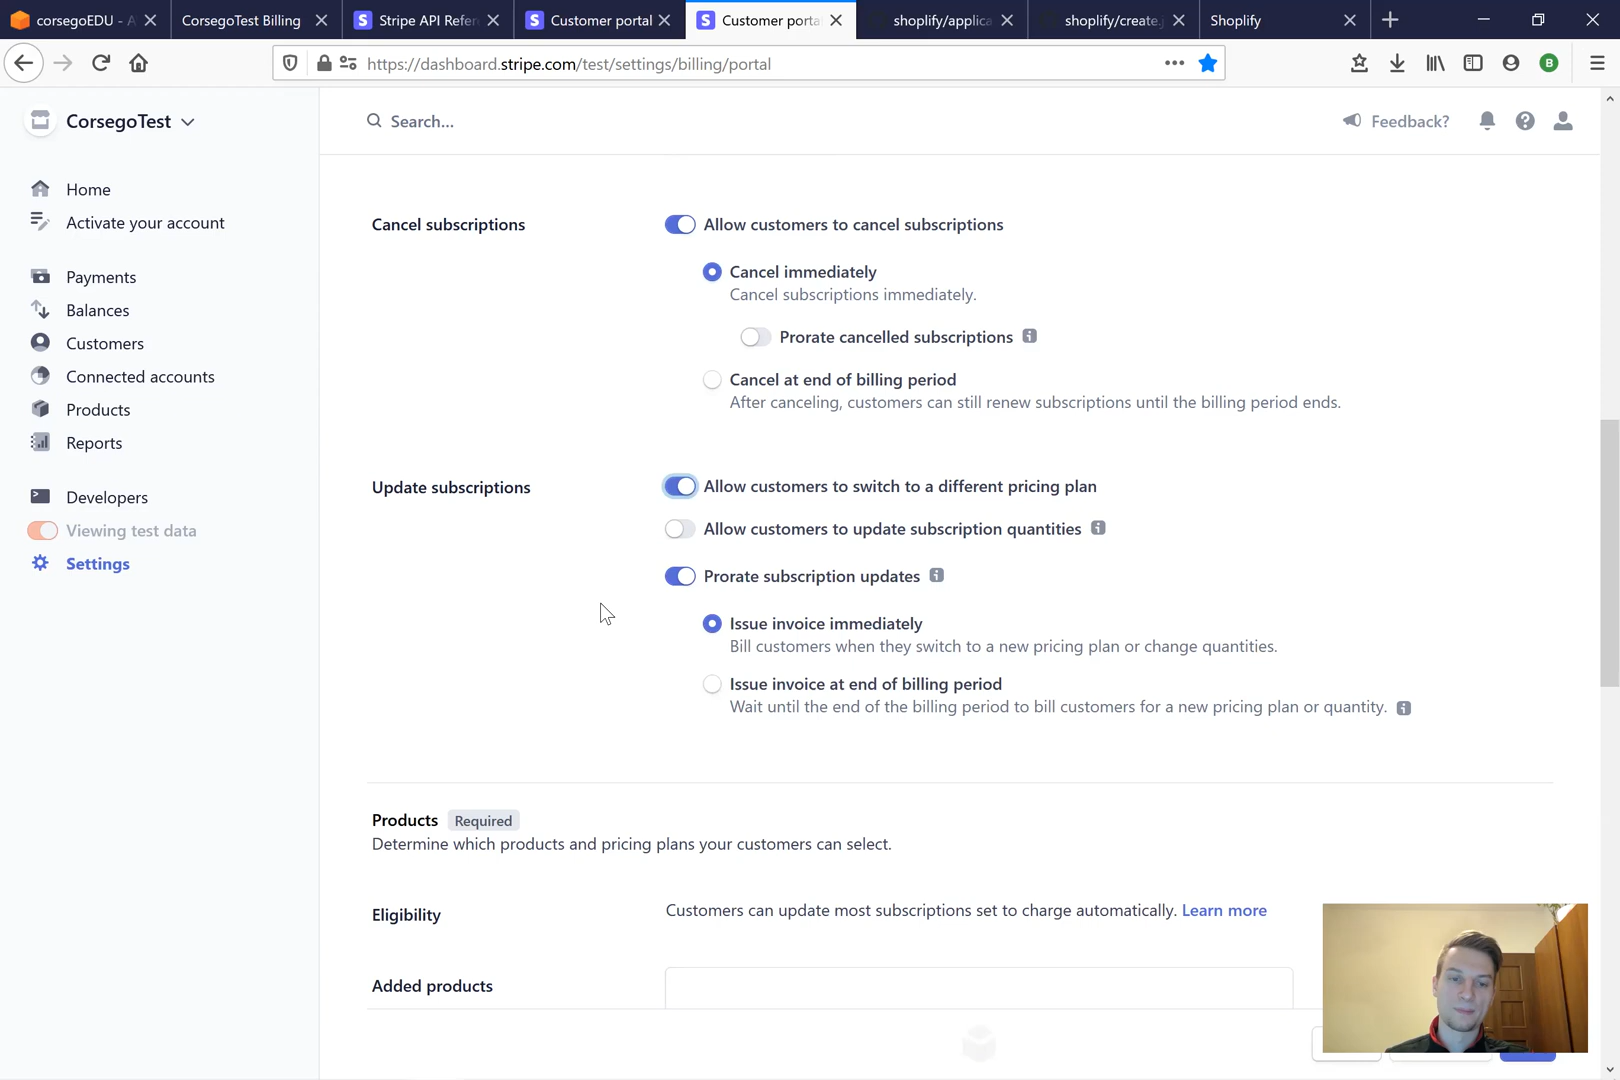 corsegoEDU - A
CorsegoTest Billing
Stripe API Refer
Customer portal
Customer porta
shoplify/applica
shoplify/create.j
Shoplify
https://dashboard.stripe.com/test/settings/billing/portal
B
CorsegoTest
Search...
Feedback?
Home
Activate your account
Payments
Balances
Customers
Connected accounts
Products
Reports
Developers
Viewing test data
Settings
Cancel subscriptions
Allow customers to cancel subscriptions
Cancel immediately
Cancel subscriptions immediately.
Prorate cancelled subscriptions
Cancel at end of billing period
After canceling, customers can still renew subscriptions until the billing period ends.
Update subscriptions
Allow customers to switch to a different pricing plan
Allow customers to update subscription quantities
Prorate subscription updates
Issue invoice immediately
Bill customers when they switch to a new pricing plan or change quantities.
Issue invoice at end of billing period
Wait until the end of the billing period to bill customers for a new pricing plan or quantity.
Products Required
Determine which products and pricing plans your customers can select.
Eligibility
Customers can update most subscriptions set to charge automatically. Learn more
Added products